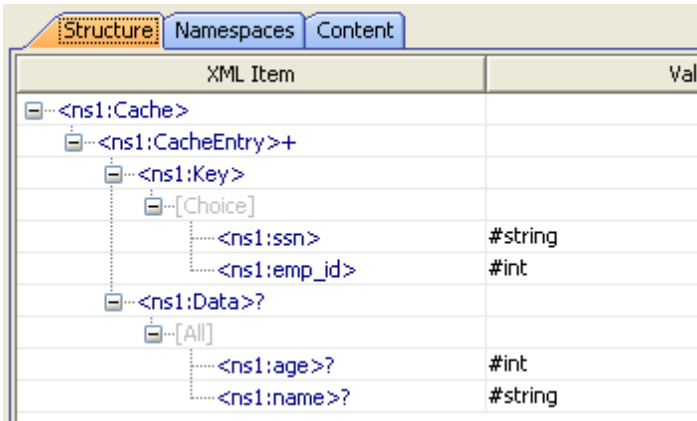 Structure Namespaces Content
XML Item Val
<ns1:Cache>
<ns1:CacheEntry>+
<ns1:Key>
[Choice]
<ns1:ssn> #string
<ns1:emp_id> #int
<ns1:Data>?
[All]
<ns1:age>? #int
<ns1:name>? #string